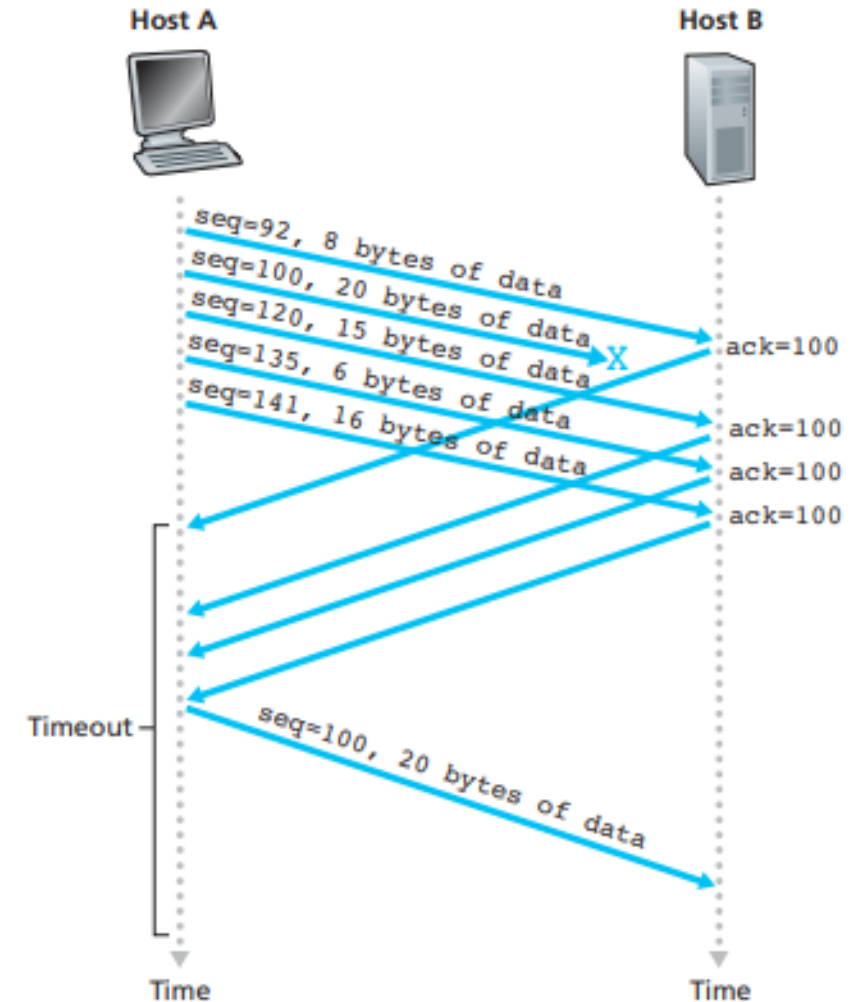 Host A
Host B
seq=92, 8 bytes of data
seq=100, 20 bytes of data
X
seq=120, 15 bytes of data
seq=135, 6 bytes of data
seq=141, 16 bytes of data
ack=100
ack=100
ack=100
ack=100
Timeout
seq=100, 20 bytes of data
Time
Time